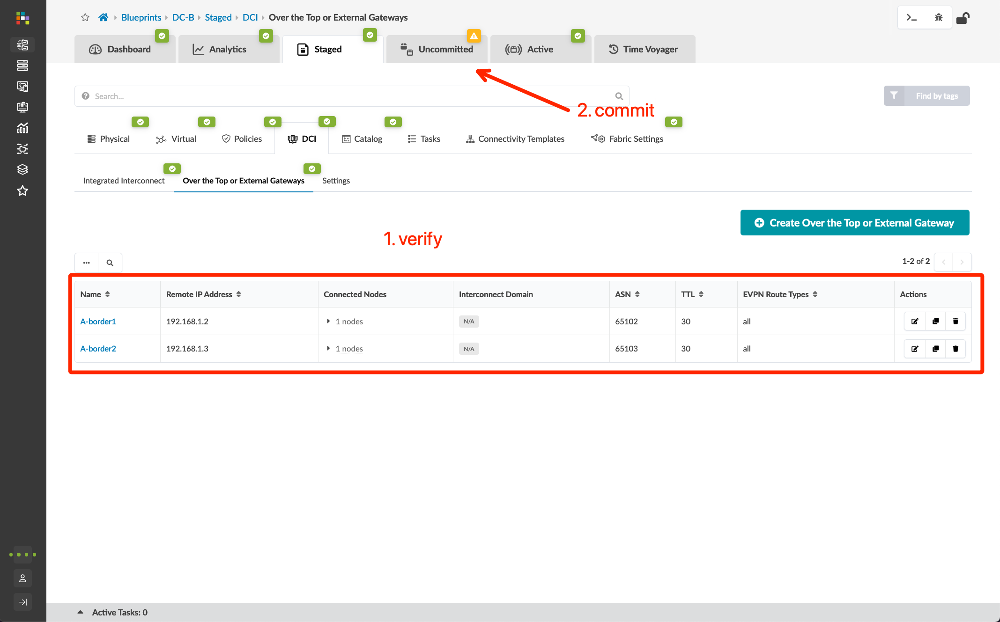 Blueprints DC-B Staged DCI Over the Top or External Gateways
Dashboard Analytics Staged Uncommitted Active Time Voyager
Search... Find by tags
2. commit
Physical Virtual Policies DCI Catalog Tasks Connectivity Templates Fabric Settings
Integrated Interconnect Over the Top or External Gateways Settings
Create Over the Top or External Gateway
1. verify
1-2 of 2
Name Remote IP Address Connected Nodes Interconnect Domain ASN TTL EVPN Route Types Actions
A-border1 192.168.1.2 1 nodes N/A 65102 30 all
A-border2 192.168.1.3 1 nodes N/A 65103 30 all
Active Tasks: 0